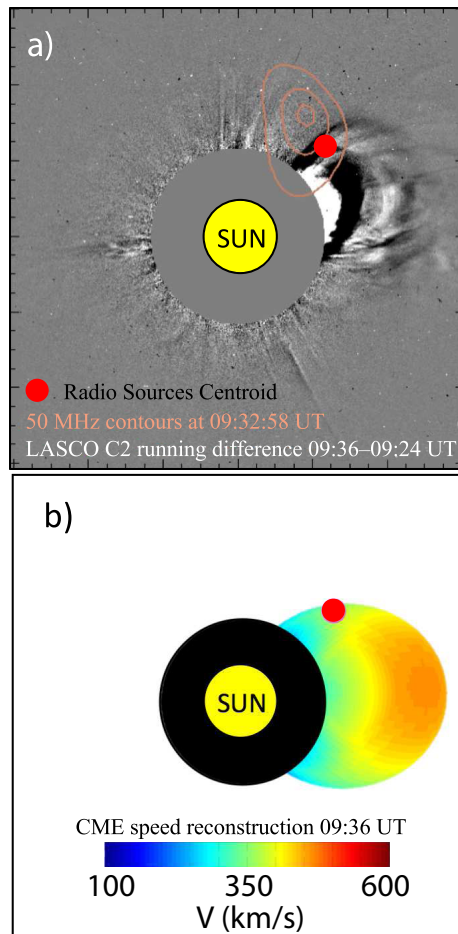 a)
SUN
Radio Sources Centroid
50 MHz contours at 09:32:58 UT
LASCO C2 running difference 09:36–09:24 UT
b)
SUN
CME speed reconstruction 09:36 UT
100 350 600
V (km/s)